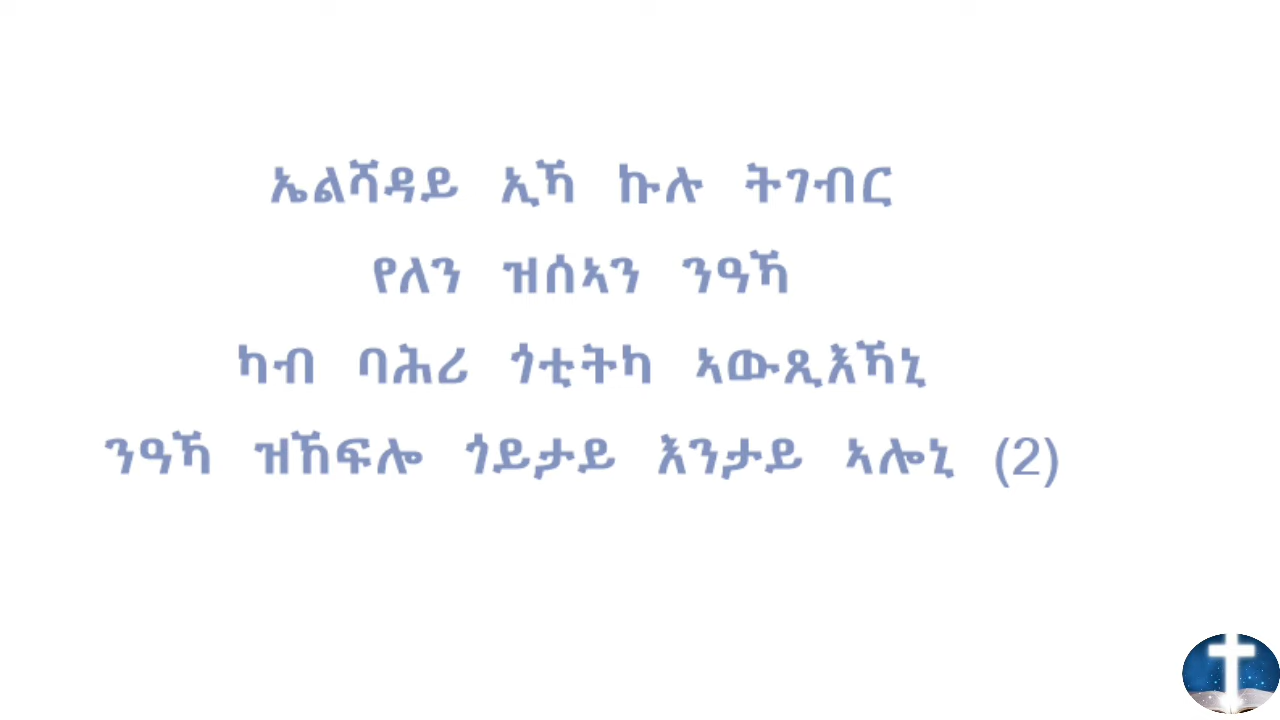 ኤልሻዳይ ኢኻ ኩሉ ትገብር
የለን ዝሰኣን ንዓኻ
ካብ ባሕሪ ጎቲትካ ኣውጺእኻኒ
ንዓኻ ዝኸፍሎ ጎይታይ እንታይ ኣሎኒ (2)